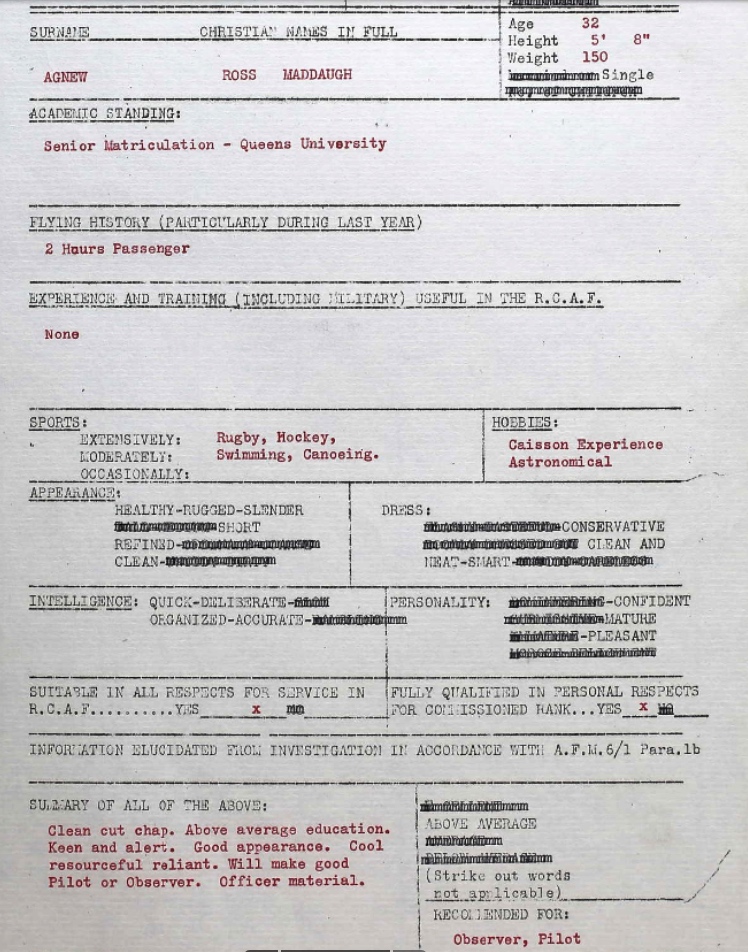 SURNAME CHRISTIAN NAMES IN FULL
Age 32
Height 5' 8"
Weight 150
Single
AGNEW ROSS MADDAUGH
ACADEMIC STANDING:
Senior Matriculation - Queens University
FLYING HISTORY (PARTICULARLY DURING LAST YEAR)
2 Hours Passenger
EXPERIENCE AND TRAINING (INCLUDING MILITARY) USEFUL IN THE R.C.A.F.
None
SPORTS:
EXTENSIVELY: Rugby, Hockey,
MODERATELY: Swimming, Canoeing.
OCCASIONALLY:
HOBBIES:
Caisson Experience
Astronomical
APPEARANCE:
HEALTHY-RUGGED-SLENDER
SHORT
REFINED-
CLEAN-
DRESS:
CONSERVATIVE
CLEAN AND
NEAT-SMART-
INTELLIGENCE: QUICK-DELIBERATE-
ORGANIZED-ACCURATE-
PERSONALITY: -CONFIDENT
-MATURE
-PLEASANT
SUITABLE IN ALL RESPECTS FOR SERVICE IN
R.C.A.F..........YES x
FULLY QUALIFIED IN PERSONAL RESPECTS
FOR COMMISSIONED RANK...YES x
INFORMATION ELUCIDATED FROM INVESTIGATION IN ACCORDANCE WITH A.F.M.6/1 Para.1b
SUMMARY OF ALL OF THE ABOVE:
Clean cut chap. Above average education.
Keen and alert. Good appearance. Cool
resourceful reliant. Will make good
Pilot or Observer. Officer material.
ABOVE AVERAGE
(Strike out words
not applicable)
RECOMMENDED FOR:
Observer, Pilot